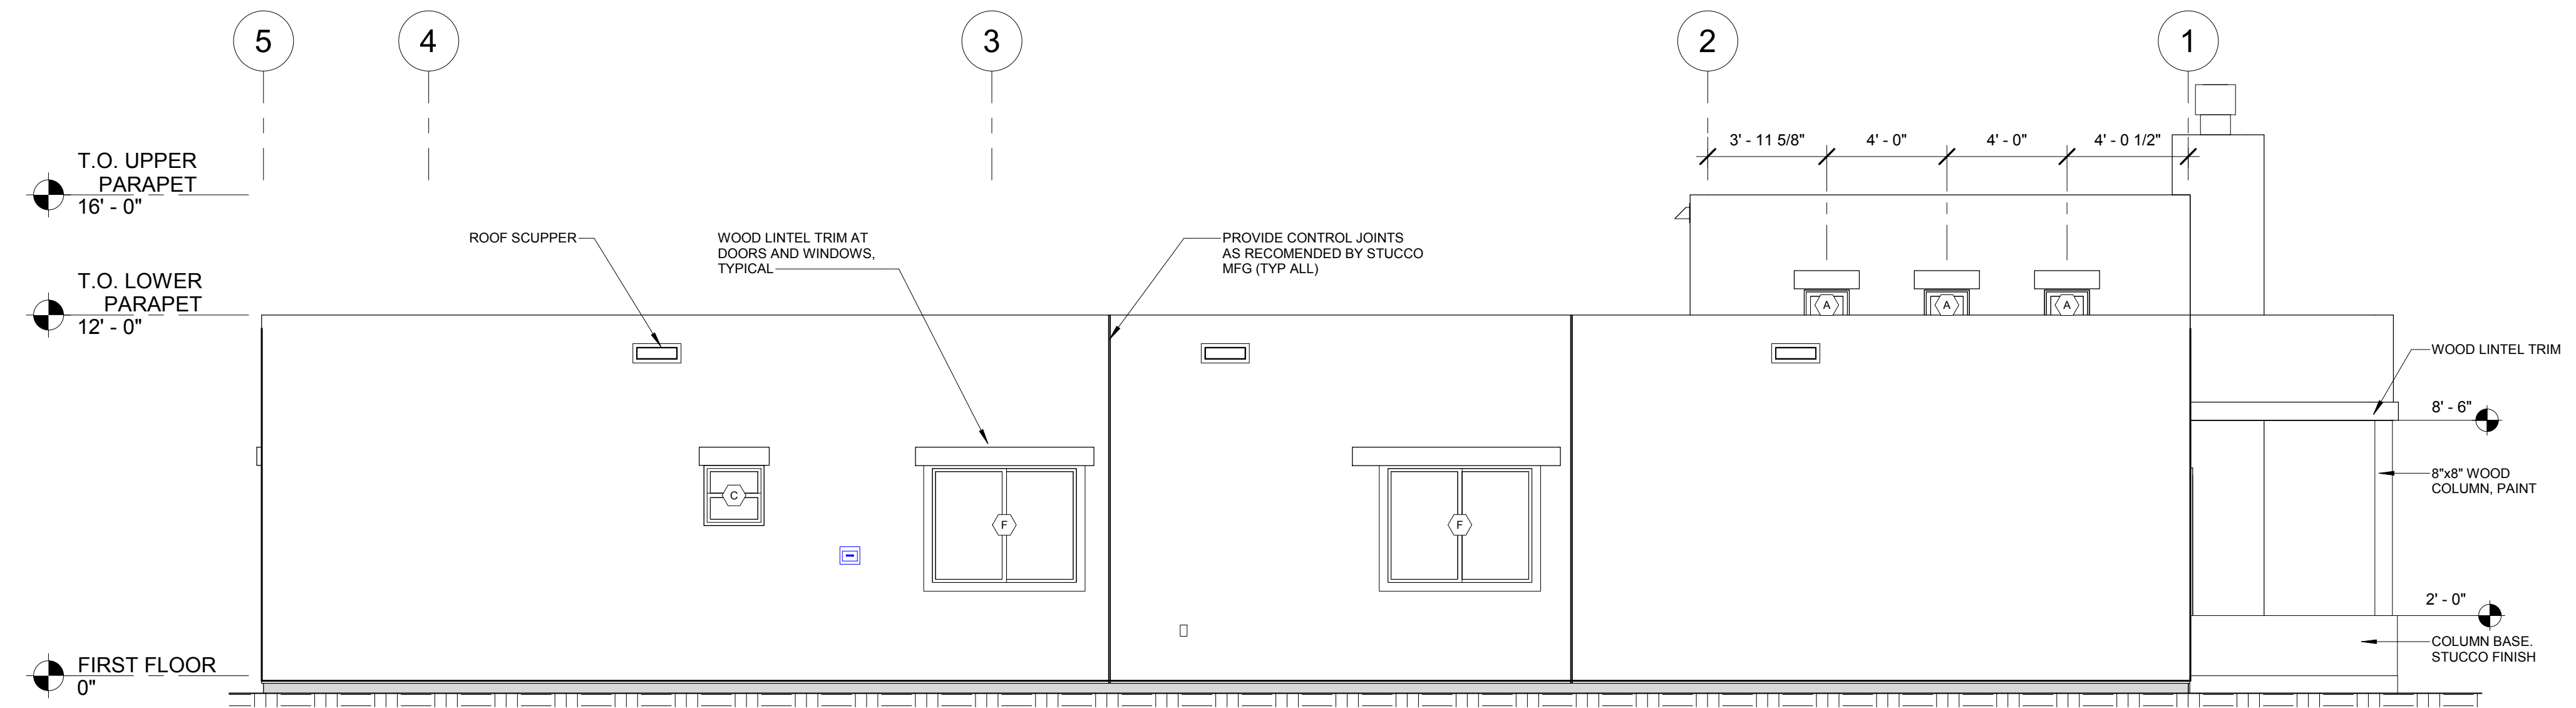 5
4
3
2
1
3' - 11 5/8"
4' - 0"
4' - 0"
4' - 0 1/2"
T.O. UPPER
PARAPET
16' - 0"
ROOF SCUPPER
WOOD LINTEL TRIM AT
DOORS AND WINDOWS,
TYPICAL
PROVIDE CONTROL JOINTS
AS RECOMENDED BY STUCCO
MFG (TYP ALL)
T.O. LOWER
PARAPET
12' - 0"
A
A
A
WOOD LINTEL TRIM
8' - 6"
8"x8" WOOD
COLUMN, PAINT
C
F
F
2' - 0"
COLUMN BASE.
STUCCO FINISH
FIRST FLOOR
0"